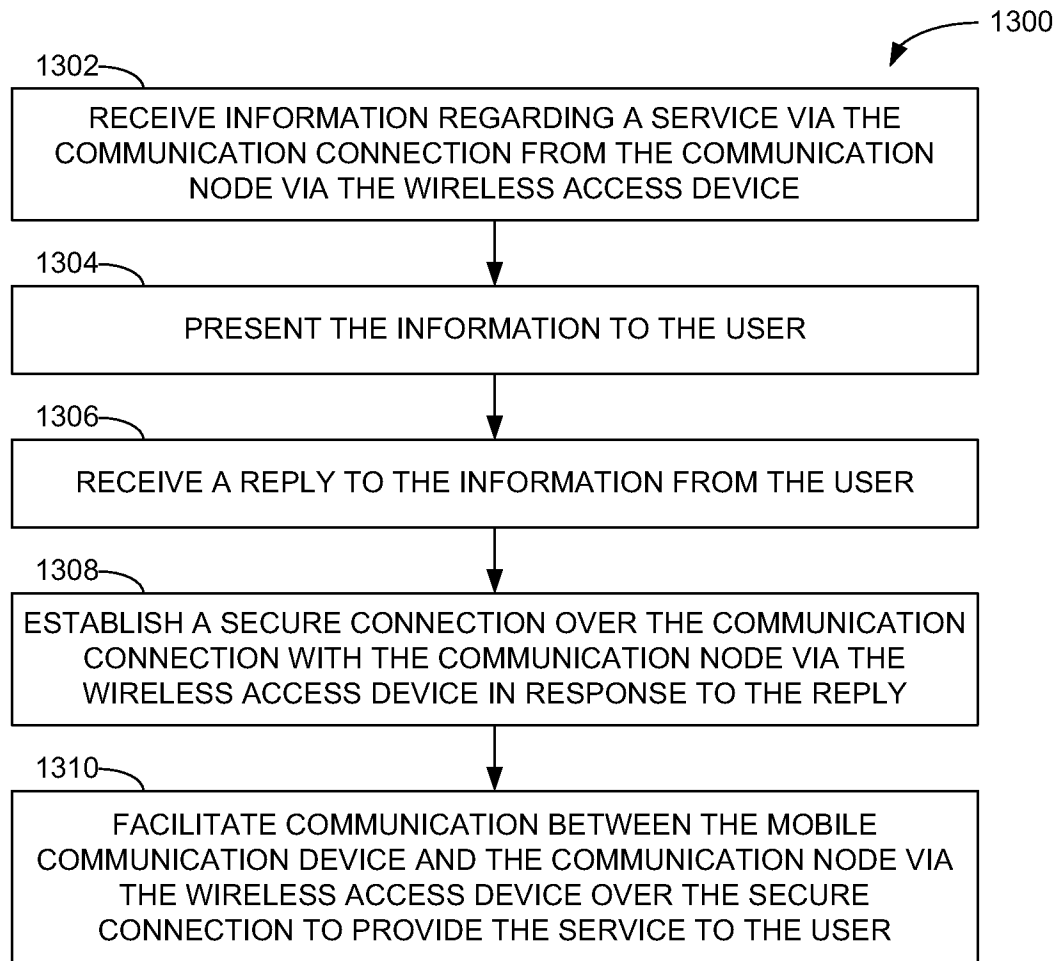 1300
1302
RECEIVE INFORMATION REGARDING A SERVICE VIA THE
COMMUNICATION CONNECTION FROM THE COMMUNICATION
NODE VIA THE WIRELESS ACCESS DEVICE
1304
PRESENT THE INFORMATION TO THE USER
1306
RECEIVE A REPLY TO THE INFORMATION FROM THE USER
1308
ESTABLISH A SECURE CONNECTION OVER THE COMMUNICATION
CONNECTION WITH THE COMMUNICATION NODE VIA THE
WIRELESS ACCESS DEVICE IN RESPONSE TO THE REPLY
1310
FACILITATE COMMUNICATION BETWEEN THE MOBILE
COMMUNICATION DEVICE AND THE COMMUNICATION NODE VIA
THE WIRELESS ACCESS DEVICE OVER THE SECURE
CONNECTION TO PROVIDE THE SERVICE TO THE USER